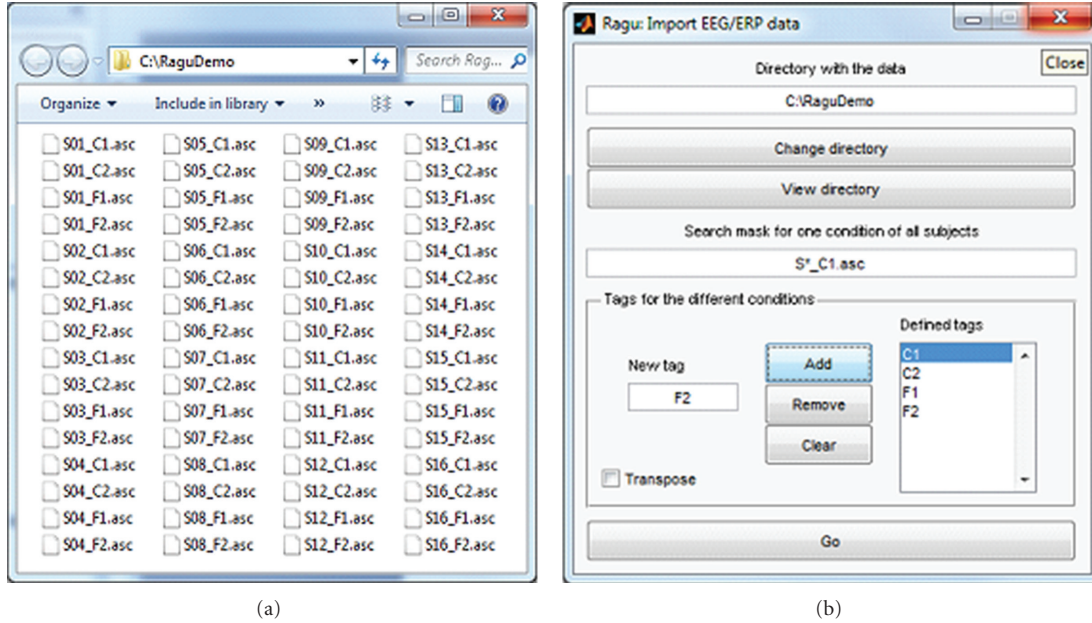 C:\RaguDemo
Search Rag...
Organize
Include in library
»
S01_C1.asc S05_C1.asc S09_C1.asc S13_C1.asc
S01_C2.asc S05_C2.asc S09_C2.asc S13_C2.asc
S01_F1.asc S05_F1.asc S09_F1.asc S13_F1.asc
S01_F2.asc S05_F2.asc S09_F2.asc S13_F2.asc
S02_C1.asc S06_C1.asc S10_C1.asc S14_C1.asc
S02_C2.asc S06_C2.asc S10_C2.asc S14_C2.asc
S02_F1.asc S06_F1.asc S10_F1.asc S14_F1.asc
S02_F2.asc S06_F2.asc S10_F2.asc S14_F2.asc
S03_C1.asc S07_C1.asc S11_C1.asc S15_C1.asc
S03_C2.asc S07_C2.asc S11_C2.asc S15_C2.asc
S03_F1.asc S07_F1.asc S11_F1.asc S15_F1.asc
S03_F2.asc S07_F2.asc S11_F2.asc S15_F2.asc
S04_C1.asc S08_C1.asc S12_C1.asc S16_C1.asc
S04_C2.asc S08_C2.asc S12_C2.asc S16_C2.asc
S04_F1.asc S08_F1.asc S12_F1.asc S16_F1.asc
S04_F2.asc S08_F2.asc S12_F2.asc S16_F2.asc
(a)
Ragu: Import EEG/ERP data
Close
Directory with the data
C:\RaguDemo
Change directory
View directory
Search mask for one condition of all subjects
S*_C1.asc
Tags for the different conditions
New tag
F2
Transpose
Add
Remove
Clear
Defined tags
C1
C2
F1
F2
Go
(b)